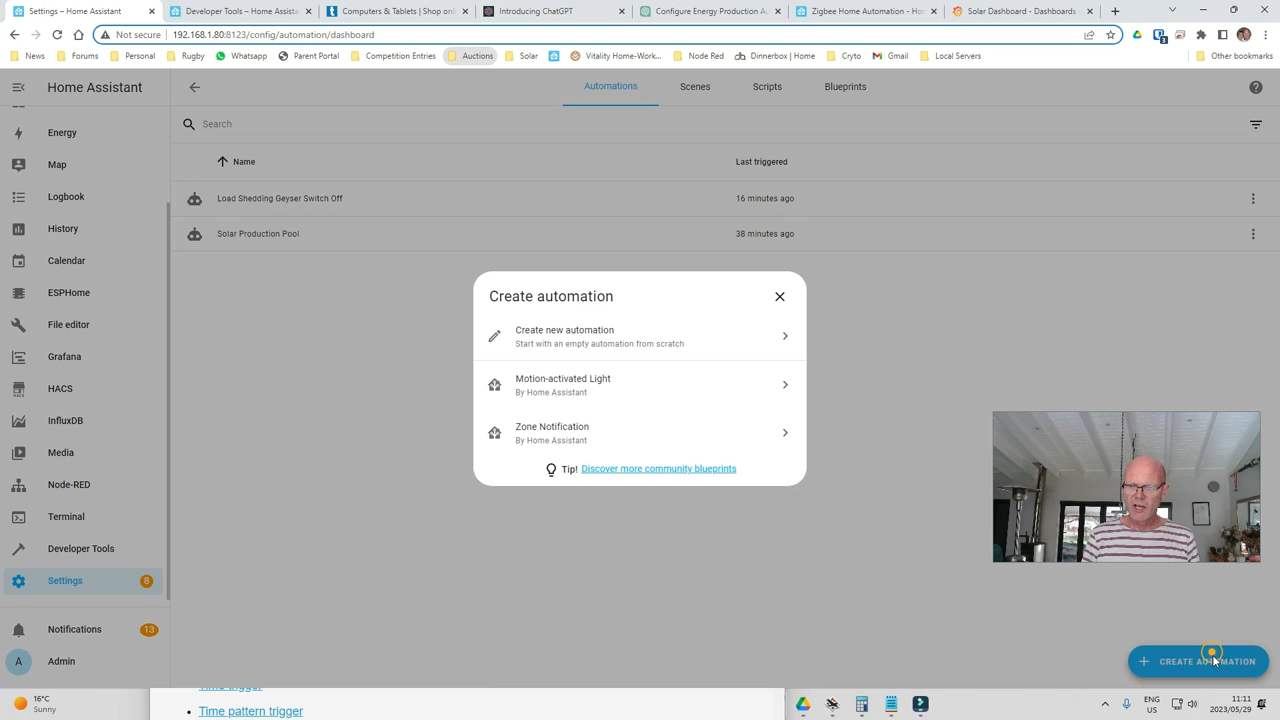 Settings – Home Assistant
Developer Tools – Home Assista
Computers & Tablets | Shop onli
Introducing ChatGPT
Configure Energy Production Au
Zigbee Home Automation - Hom
Solar Dashboard - Dashboards
Not secure
192.168.1.80:8123/config/automation/dashboard
News
Forums
Personal
Rugby
Whatsapp
Parent Portal
Competition Entries
Auctions
Solar
Vitality Home-Work...
Node Red
Dinnerbox | Home
Cryto
Gmail
Local Servers
Other bookmarks
Home Assistant
Automations
Scenes
Scripts
Blueprints
Energy
Map
Logbook
History
Calendar
ESPHome
File editor
Grafana
HACS
InfluxDB
Media
Node-RED
Terminal
Developer Tools
Settings 8
Notifications 13
A Admin
Search
Name
Last triggered
Load Shedding Geyser Switch Off
16 minutes ago
Solar Production Pool
38 minutes ago
Create automation
Create new automation
Start with an empty automation from scratch
Motion-activated Light
By Home Assistant
Zone Notification
By Home Assistant
Tip! Discover more community blueprints
CREATE AUTOMATION
Time trigger
Time pattern trigger
16°C
Sunny
ENG
US
11:11
2023/05/29